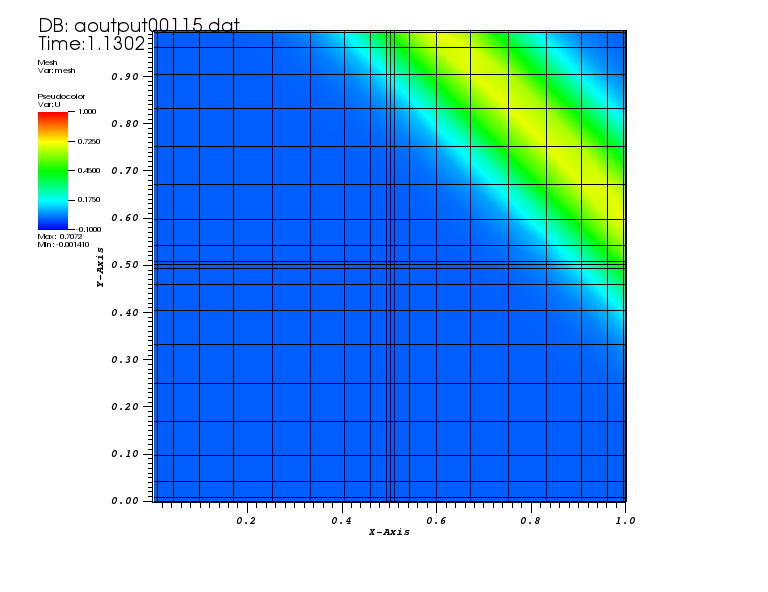 DB: aoutput00115.dat
Time:1.1302
Mesh
Var: mesh
Pseudocolor
Var: U
1.000
0.7250
0.4500
0.1750
-0.1000
Max: 0.7072
Min: -0.001410
Y-Axis
0.90
0.80
0.70
0.60
0.50
0.40
0.30
0.20
0.10
0.00
0.2 0.4 0.6 0.8 1.0
X-Axis